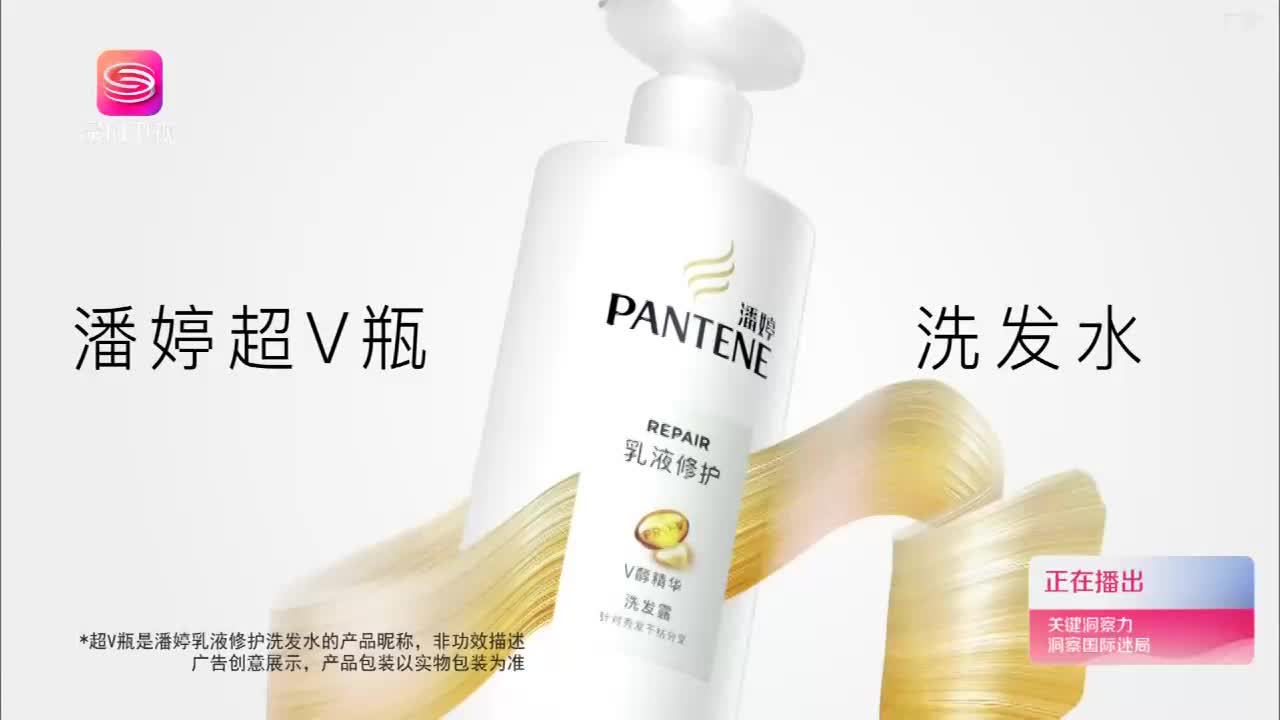 潘婷超V瓶
洗发水
潘婷
PANTENE
REPAIR
乳液修护
V醇精华
洗发露
正在播出
关键洞察力
洞察国际迷局
*超V瓶是潘婷乳液修护洗发水的产品昵称，非功效描述
广告创意展示，产品包装以实物包装为准